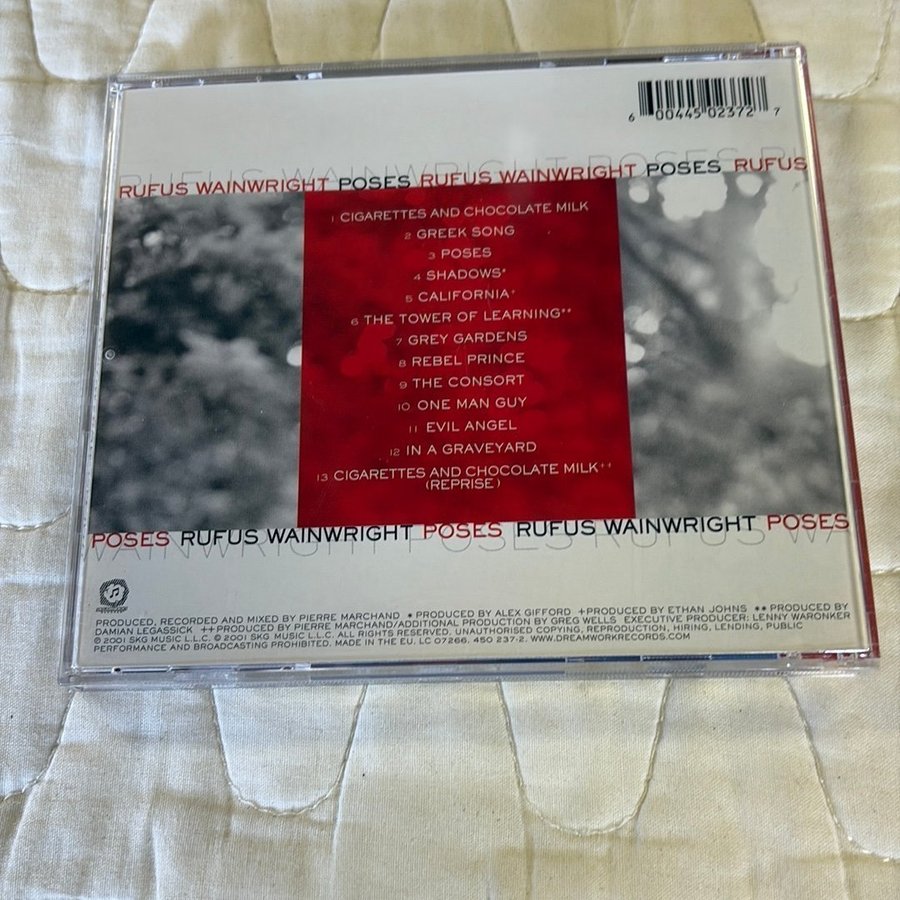 6 00445 02372 7
RUFUS WAINWRIGHT POSES RUFUS WAINWRIGHT POSES RUFUS
1 CIGARETTES AND CHOCOLATE MILK
2 GREEK SONG
3 POSES
4 SHADOWS*
5 CALIFORNIA+
6 THE TOWER OF LEARNING**
7 GREY GARDENS
8 REBEL PRINCE
9 THE CONSORT
10 ONE MAN GUY
11 EVIL ANGEL
12 IN A GRAVEYARD
13 CIGARETTES AND CHOCOLATE MILK++
(REPRISE)
POSES RUFUS WAINWRIGHT POSES RUFUS WAINWRIGHT POSES
WAINWRIGHT POSES RUFUS WA
PRODUCED, RECORDED AND MIXED BY PIERRE MARCHAND * PRODUCED BY ALEX GIFFORD +PRODUCED BY ETHAN JOHNS ** PRODUCED BY
DAMIAN LEGASSICK ++PRODUCED BY PIERRE MARCHAND/ADDITIONAL PRODUCTION BY GREG WELLS EXECUTIVE PRODUCER: LENNY WARONKER
℗ 2001 SKG MUSIC L.L.C. © 2001 SKG MUSIC L.L.C. ALL RIGHTS RESERVED. UNAUTHORISED COPYING, REPRODUCTION, HIRING, LENDING, PUBLIC
PERFORMANCE AND BROADCASTING PROHIBITED. MADE IN THE EU. LC 07266. 450 237-2. WWW.DREAMWORKRECORDS.COM